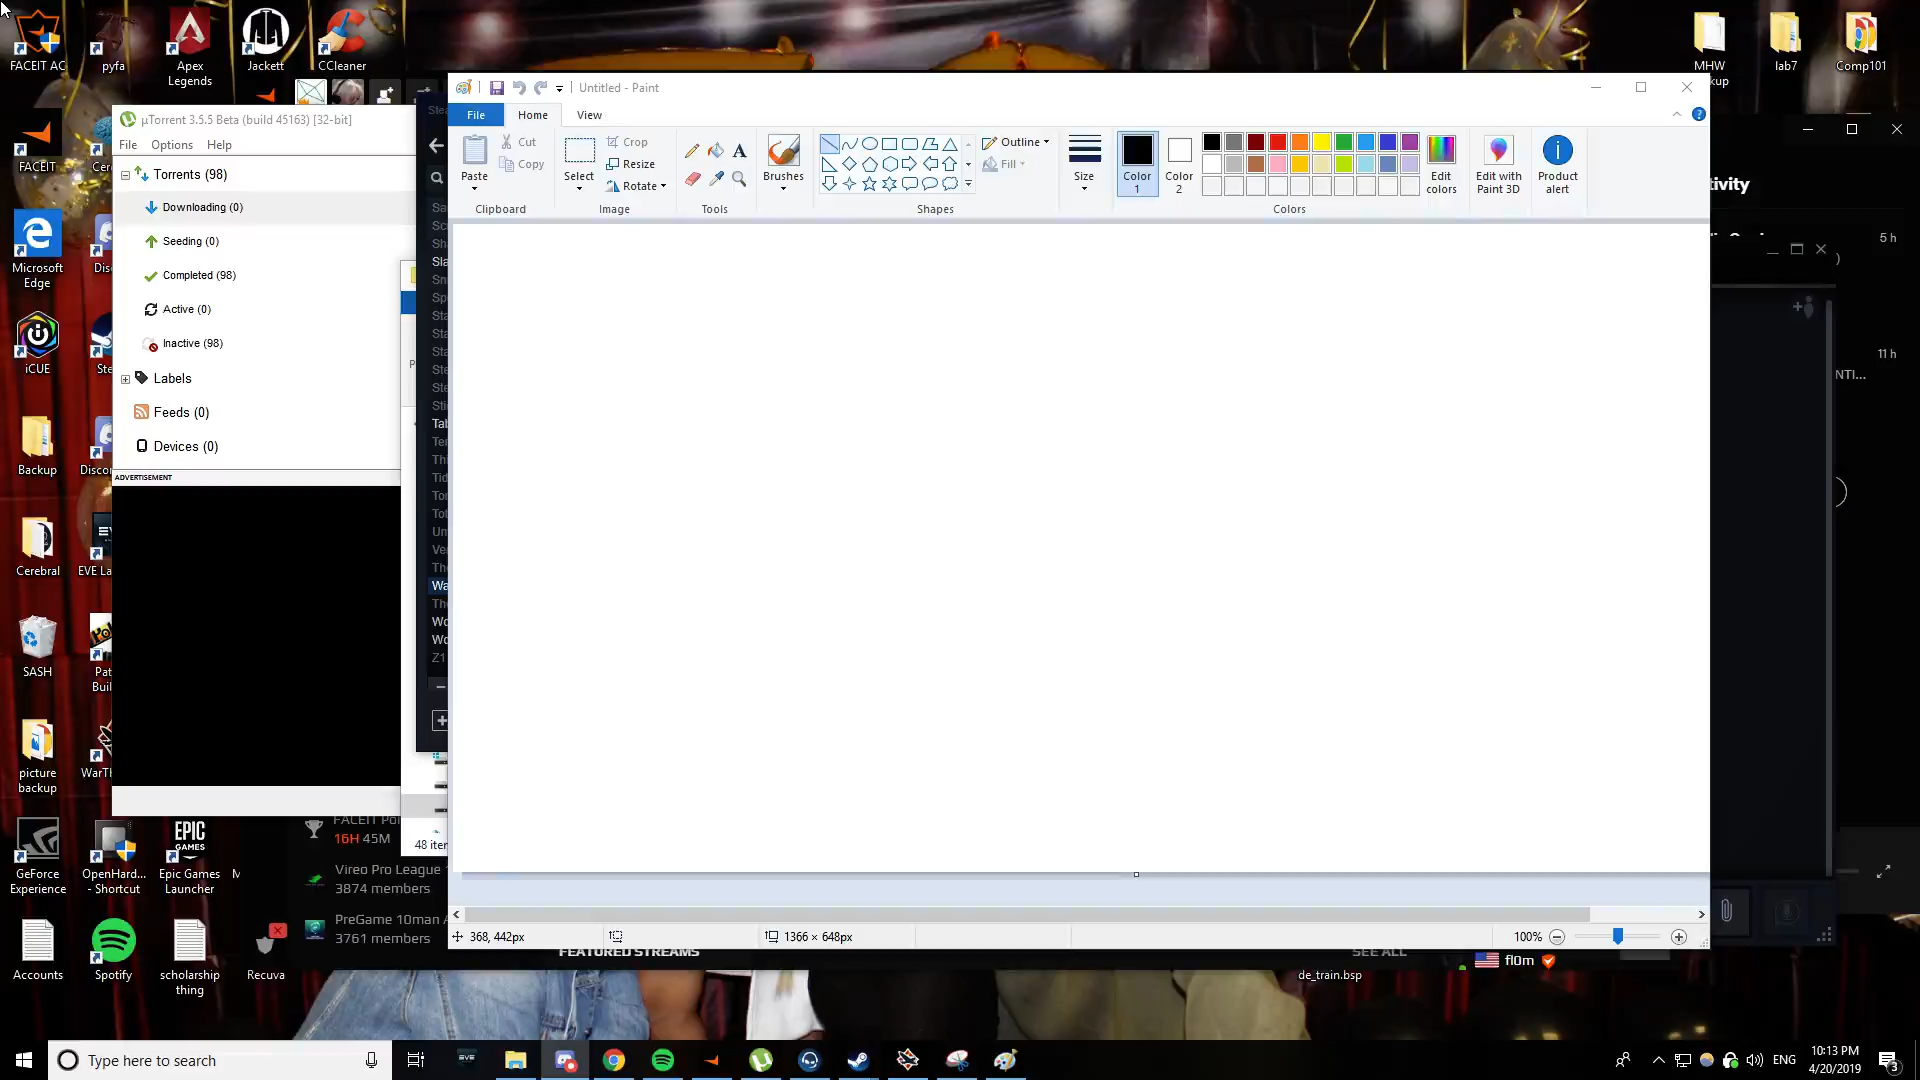 FACEIT AC
pyfa
Apex
Legends
Jackett
CCleaner
MHW
lab7
Comp101
FACEIT
Microsoft
Edge
iCUE
Backup
Cerebral
SASH
picture
backup
GeForce
Experience
OpenHard...
- Shortcut
EPIC
GAMES
Epic Games
Launcher
Accounts
Spotify
scholarship
thing
Recuva
µTorrent 3.5.5 Beta (build 45163) [32-bit]
File Options Help
Torrents (98)
Downloading (0)
Seeding (0)
Completed (98)
Active (0)
Inactive (98)
Labels
Feeds (0)
Devices (0)
ADVERTISEMENT
16H 45M
Vireo Pro League
3874 members
PreGame 10man
3761 members
Untitled - Paint
File Home View
Paste
Cut
Copy
Clipboard
Select
Crop
Resize
Rotate
Image
A
Tools
Brushes
Outline
Fill
Shapes
Size
Color
1
Color
2
Edit
colors
Colors
Edit with
Paint 3D
Product
alert
368, 442px
1366 × 648px
100%
5 h
11 h
FEATURED STREAMS
SEE ALL
fl0m
de_train.bsp
Type here to search
EVE
ENG
10:13 PM
4/20/2019
3